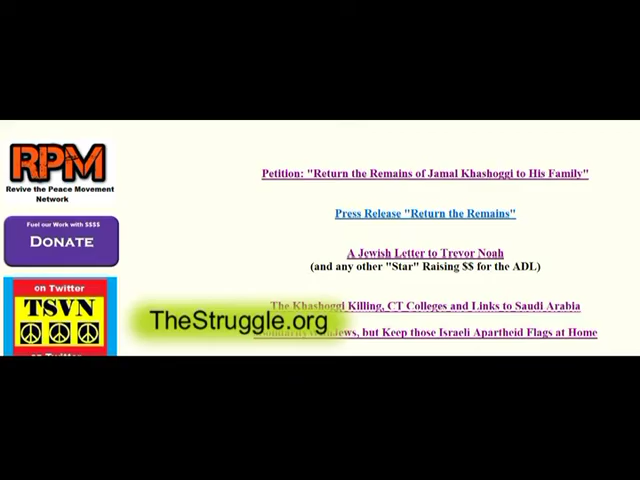 RPM
Revive the Peace Movement
Network
Fuel our Work with $$$$
DONATE
on Twitter
TSVN
on Twitter
Petition: "Return the Remains of Jamal Khashoggi to His Family"
Press Release "Return the Remains"
A Jewish Letter to Trevor Noah
(and any other "Star" Raising $$ for the ADL)
The Khashoggi Killing, CT Colleges and Links to Saudi Arabia
Jews, but Keep those Israeli Apartheid Flags at Home
TheStruggle.org